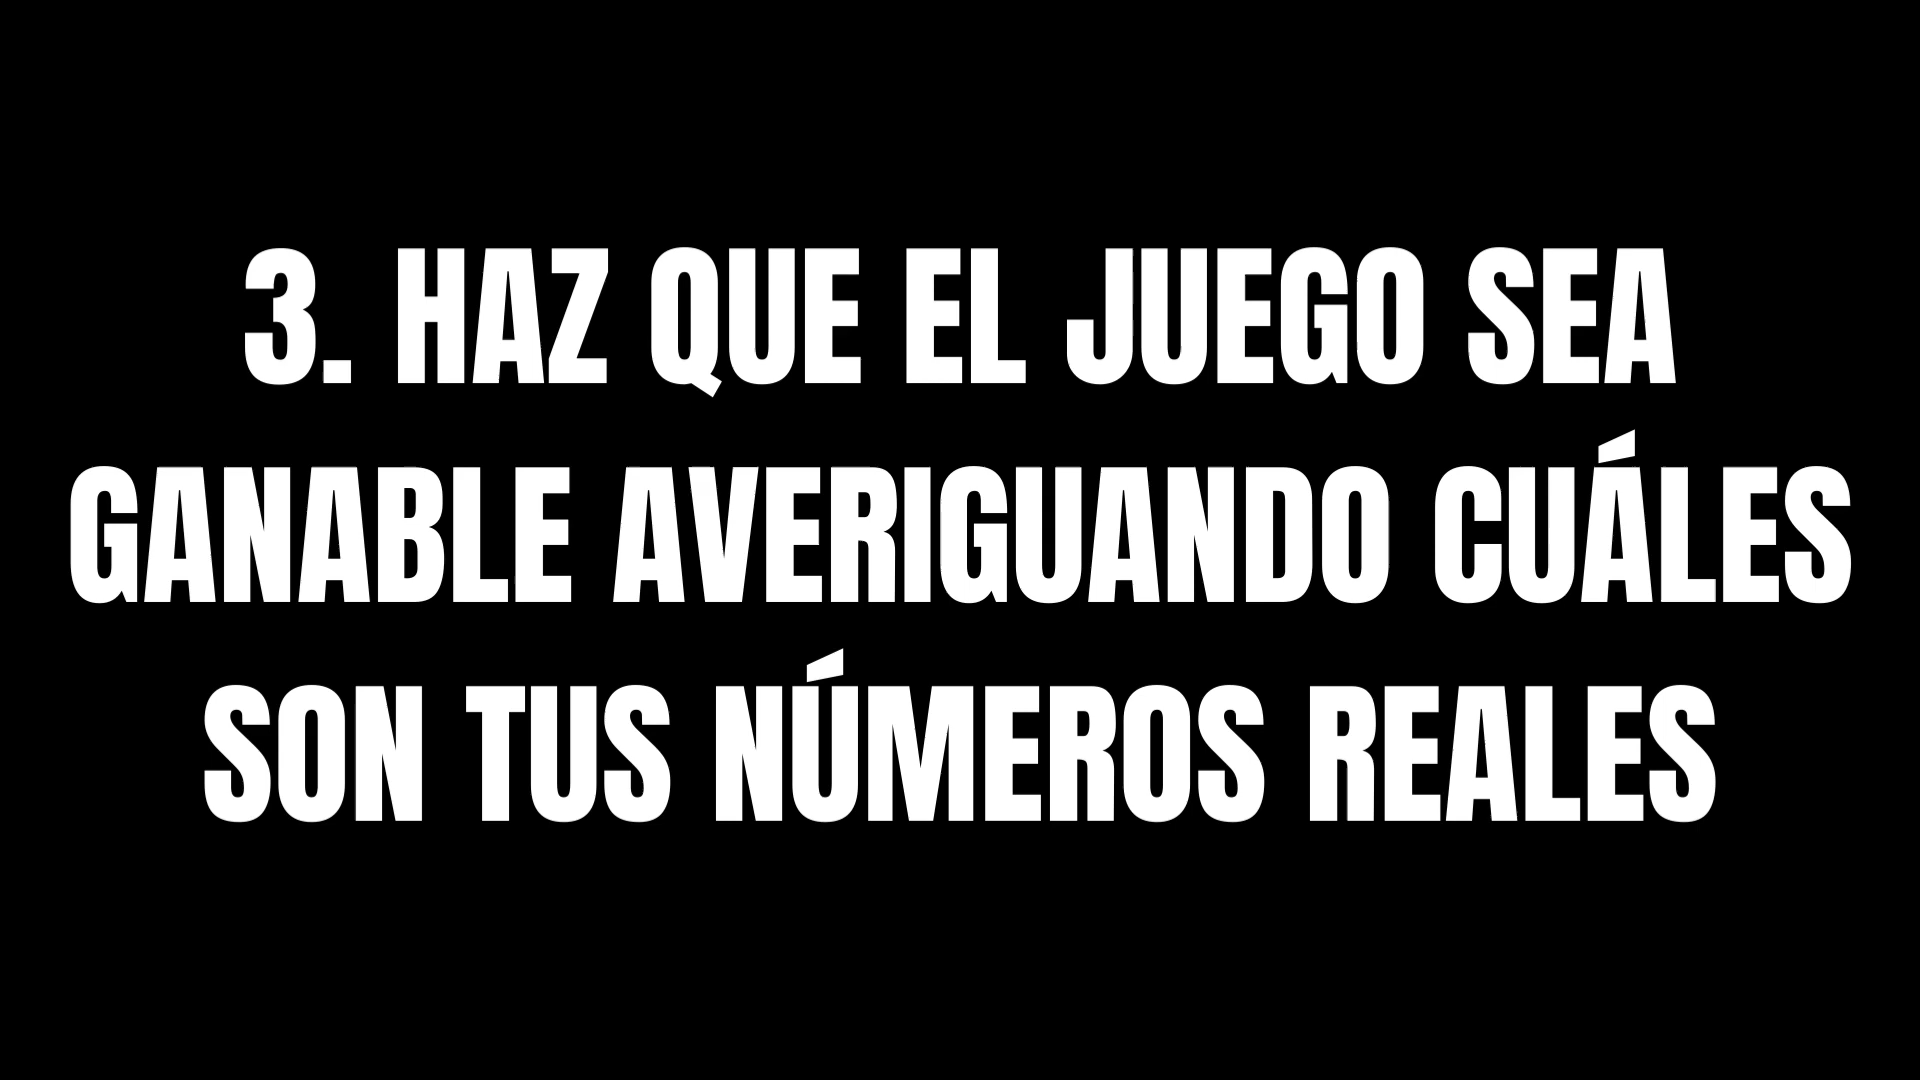 3. HAZ QUE EL JUEGO SEA
GANABLE AVERIGUANDO CUÁLES
SON TUS NÚMEROS REALES